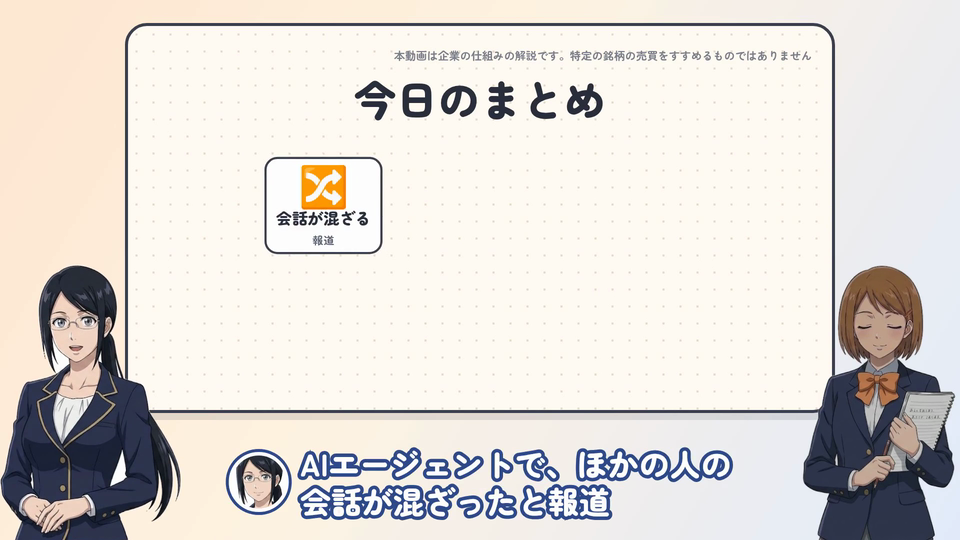 本動画は企業の仕組みの解説です。特定の銘柄の売買をすすめるものではありません
今日のまとめ
会話が混ざる
報道
AIエージェントで、ほかの人の
会話が混ざったと報道